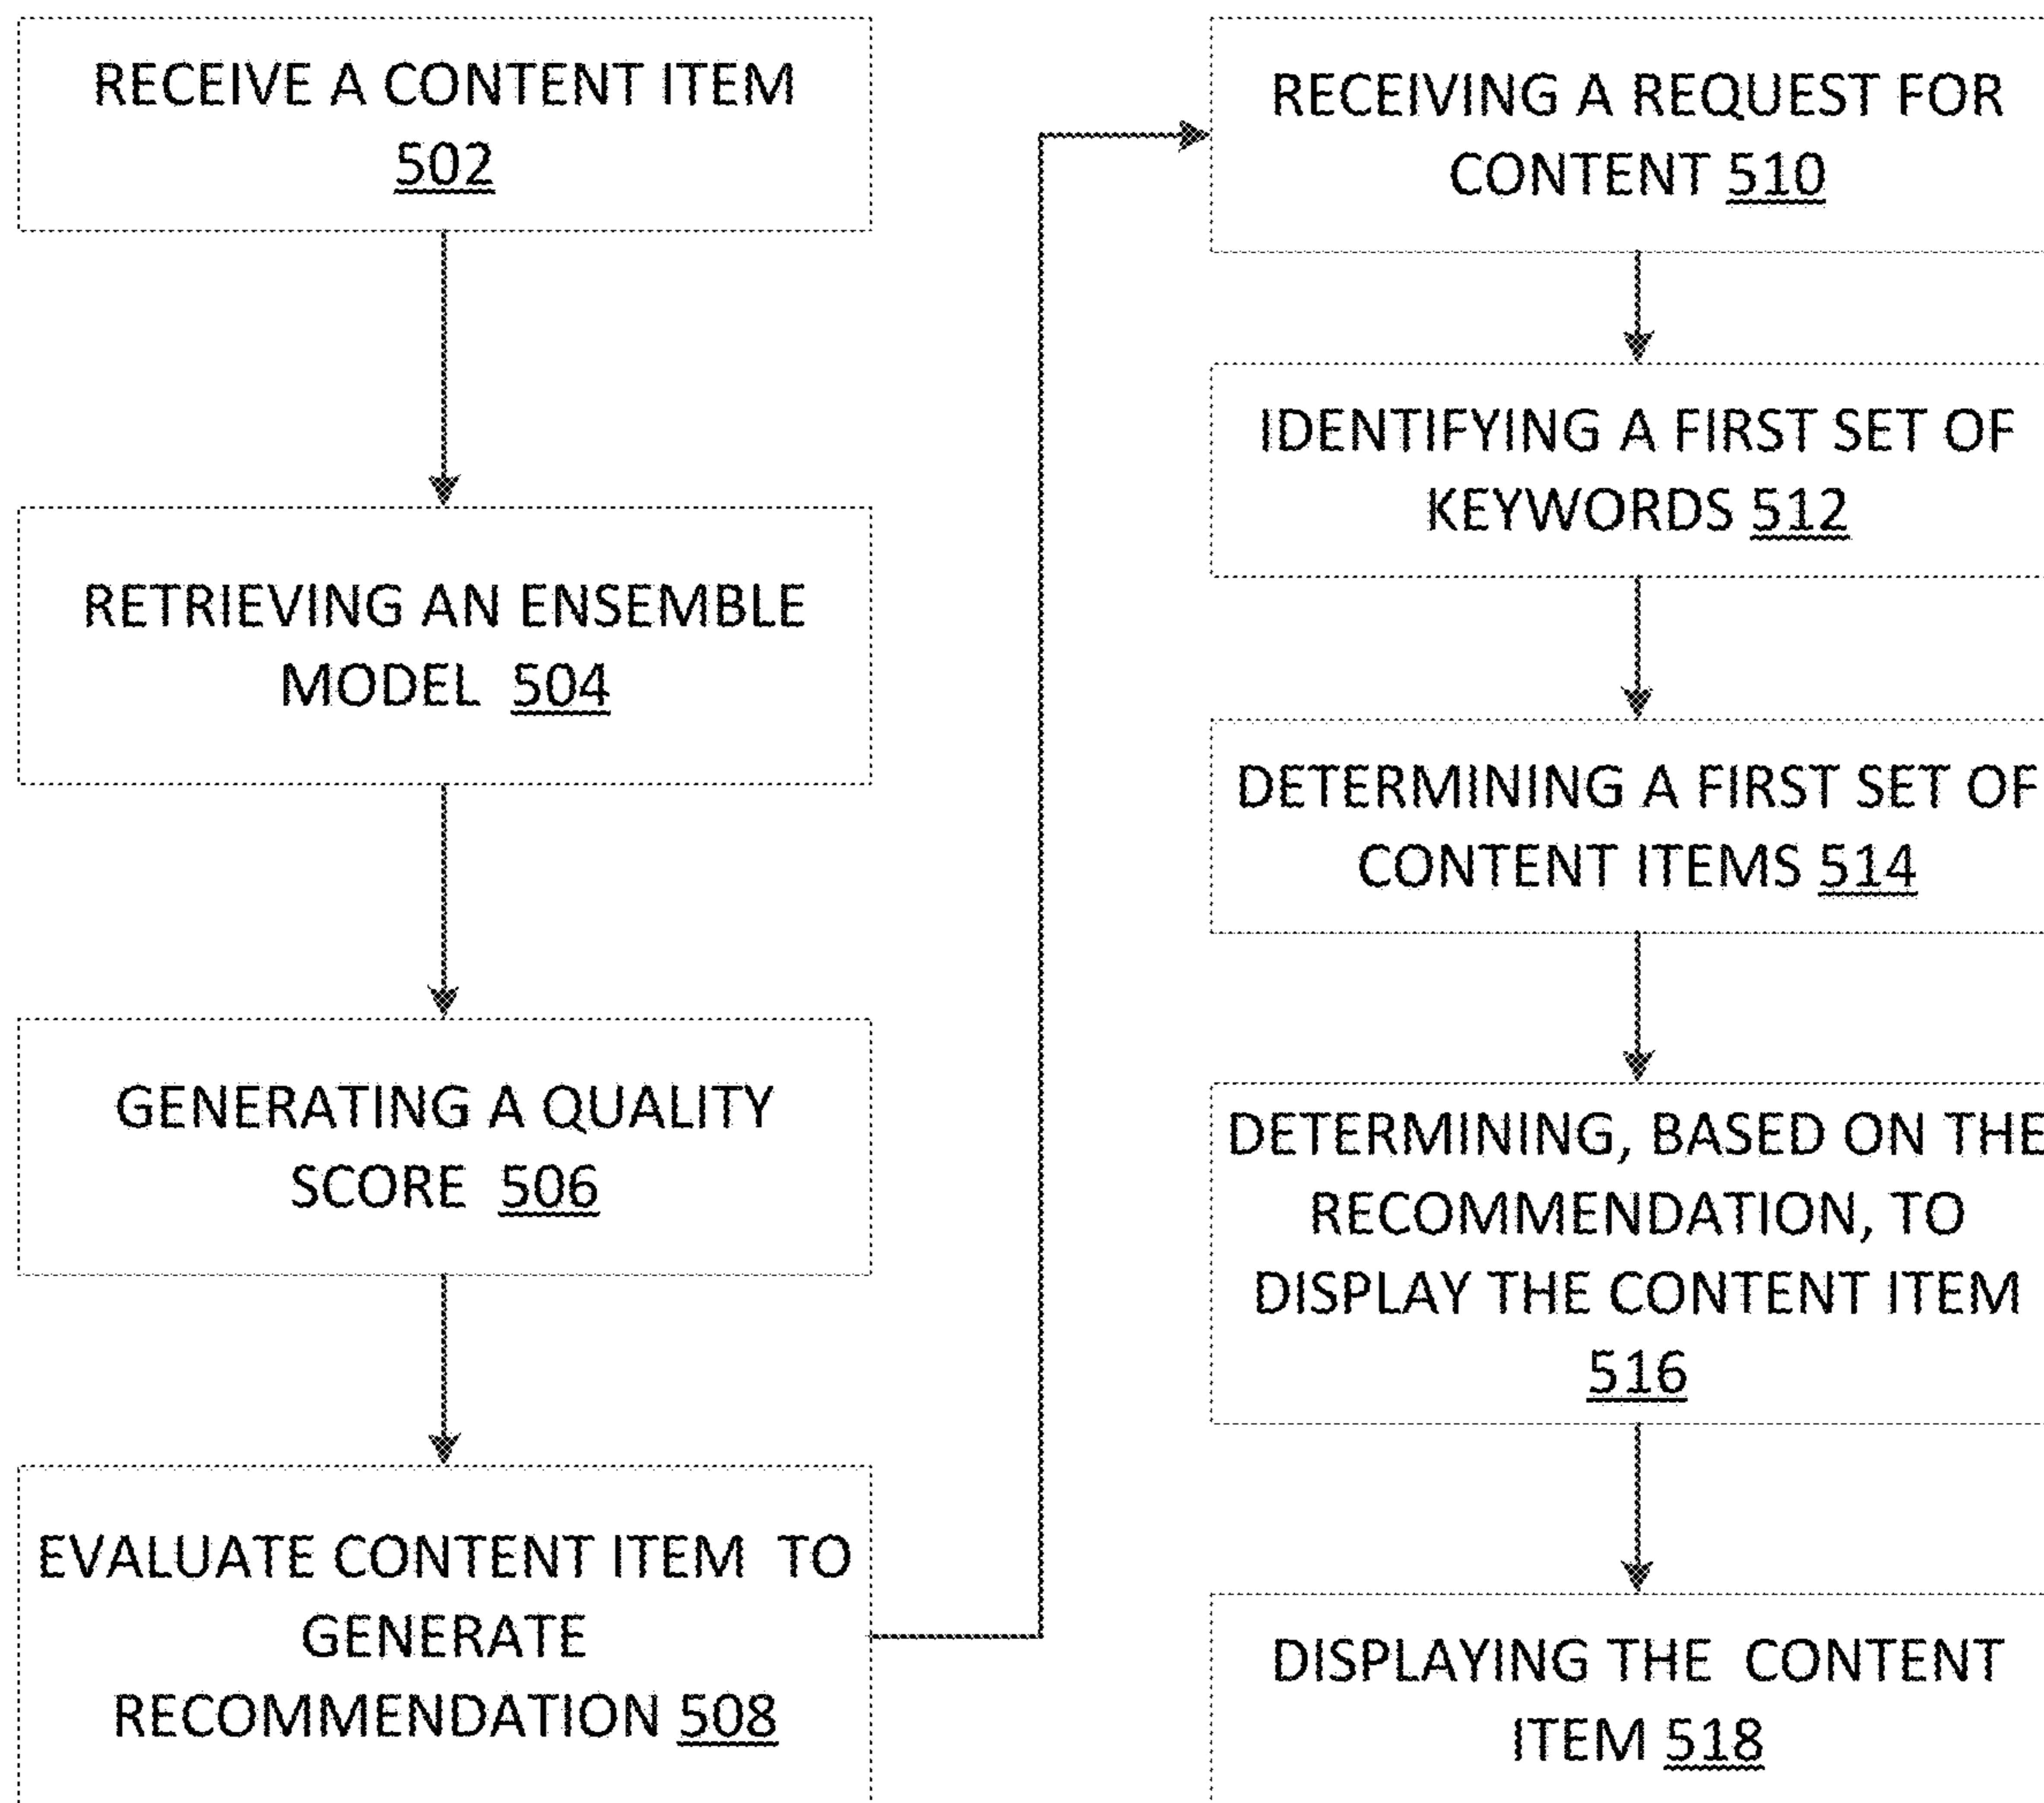 RECEIVE A CONTENT ITEM
502
RETRIEVING AN ENSEMBLE
MODEL 504
GENERATING A QUALITY
SCORE 506
EVALUATE CONTENT ITEM TO
GENERATE
RECOMMENDATION 508
RECEIVING A REQUEST FOR
CONTENT 510
IDENTIFYING A FIRST SET OF
KEYWORDS 512
DETERMINING A FIRST SET OF
CONTENT ITEMS 514
DETERMINING, BASED ON THE
RECOMMENDATION, TO
DISPLAY THE CONTENT ITEM
516
DISPLAYING THE CONTENT
ITEM 518